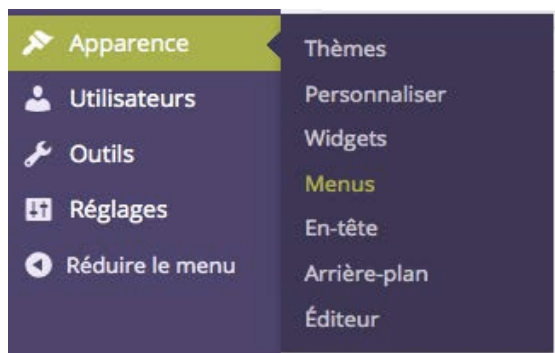 Apparence
Utilisateurs
Outils
Réglages
Réduire le menu
Thèmes
Personnaliser
Widgets
Menus
En-tête
Arrière-plan
Éditeur